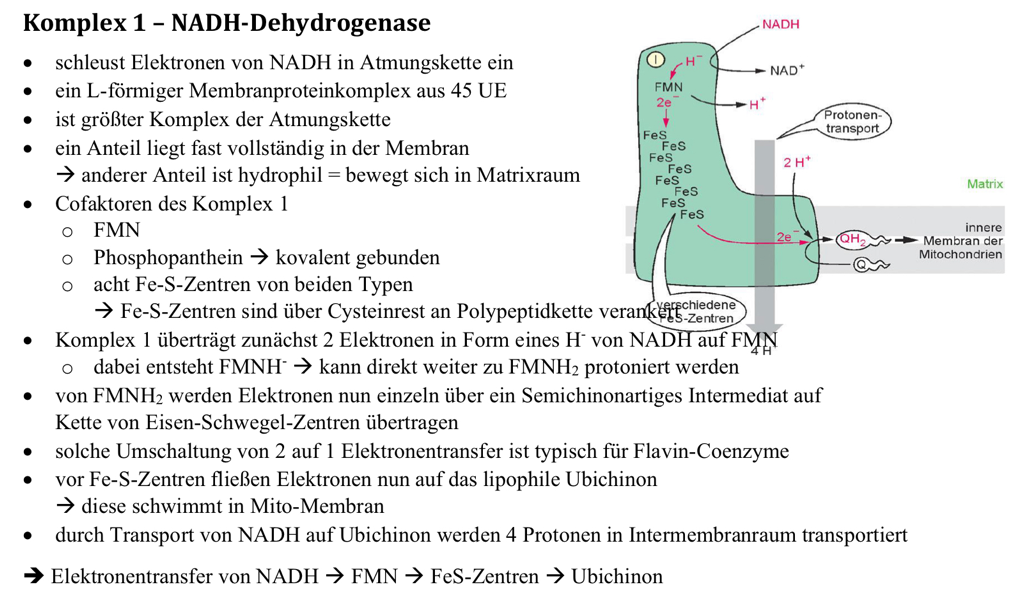 Komplex 1 – NADH-Dehydrogenase
• schleust Elektronen von NADH in Atmungskette ein
• ein L-förmiger Membranproteinkomplex aus 45 UE
• ist größter Komplex der Atmungskette
• ein Anteil liegt fast vollständig in der Membran
→ anderer Anteil ist hydrophil = bewegt sich in Matrixraum
• Cofaktoren des Komplex 1
o FMN
o Phosphopanthein → kovalent gebunden
o acht Fe-S-Zentren von beiden Typen
→ Fe-S-Zentren sind über Cysteinrest an Polypeptidkette verankert
• Komplex 1 überträgt zunächst 2 Elektronen in Form eines H⁻ von NADH auf FMN
o dabei entsteht FMNH⁻ → kann direkt weiter zu FMNH₂ protoniert werden
• von FMNH₂ werden Elektronen nun einzeln über ein Semichinonartiges Intermediat auf
Kette von Eisen-Schwegel-Zentren übertragen
• solche Umschaltung von 2 auf 1 Elektronentransfer ist typisch für Flavin-Coenzyme
• vor Fe-S-Zentren fließen Elektronen nun auf das lipophile Ubichinon
→ diese schwimmt in Mito-Membran
• durch Transport von NADH auf Ubichinon werden 4 Protonen in Intermembranraum transportiert
➔ Elektronentransfer von NADH → FMN → FeS-Zentren → Ubichinon
NADH
I
H⁻
NAD⁺
FMN
2e⁻
H⁺
Protonen-
transport
FeS
FeS
FeS
FeS
FeS
FeS
FeS
FeS
2 H⁺
Matrix
2e⁻
QH₂
Q
innere
Membran der
Mitochondrien
verschiedene
FeS-Zentren
4 H